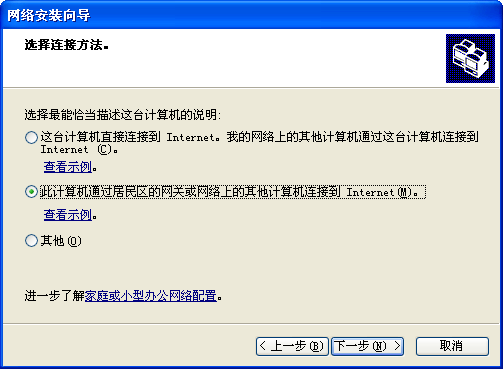 网络安装向导
选择连接方法。
选择最能恰当描述这台计算机的说明:
这台计算机直接连接到 Internet。我的网络上的其他计算机通过这台计算机连接到
Internet (C)。
查看示例。
此计算机通过居民区的网关或网络上的其他计算机连接到 Internet(M)。
查看示例。
其他(O)
进一步了解家庭或小型办公网络配置。
< 上一步(B) 下一步(N) > 取消